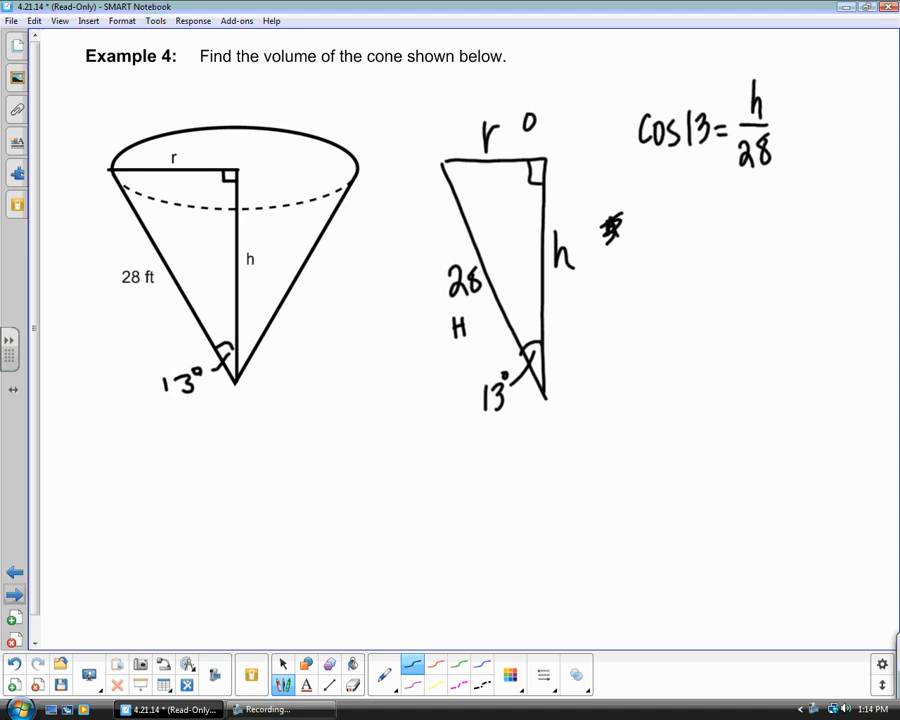 4.21.14 * (Read-Only) - SMART Notebook
File Edit View Insert Format Tools Response Add-ons Help
Example 4: Find the volume of the cone shown below.
r
h
28 ft
13°
r o
h
28
H
13°
cos 13 = h/28
4.21.14 * (Read-Only...
Recording...
1:14 PM